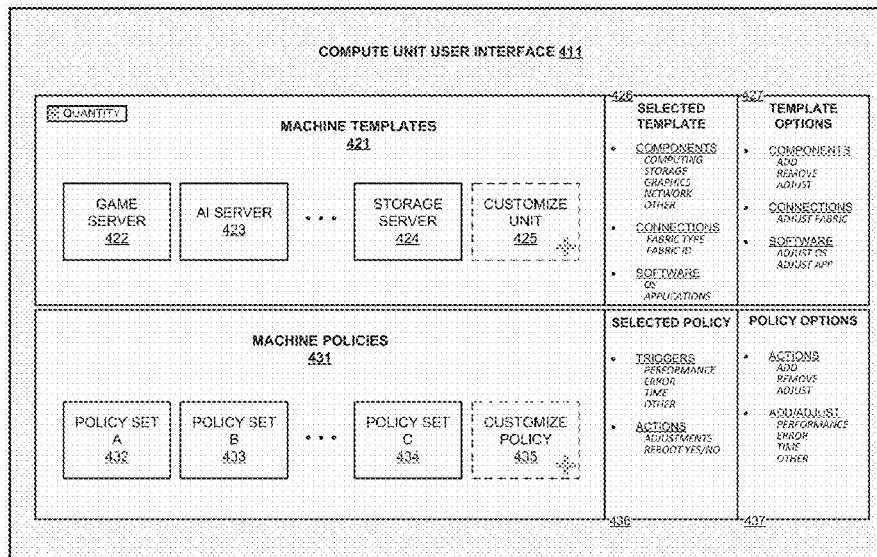 COMPUTE UNIT USER INTERFACE 411
QUANTITY
MACHINE TEMPLATES
421
GAME
SERVER
422
AI SERVER
423
• • •
STORAGE
SERVER
424
CUSTOMIZE
UNIT
425
426
SELECTED
TEMPLATE
• COMPONENTS
COMPUTING
STORAGE
GRAPHICS
NETWORK
OTHER
• CONNECTIONS
FABRIC TYPE
FABRIC ID
• SOFTWARE
OS
APPLICATIONS
427
TEMPLATE
OPTIONS
• COMPONENTS
ADD
REMOVE
ADJUST
• CONNECTIONS
ADJUST FABRIC
• SOFTWARE
ADJUST OS
ADJUST APP
MACHINE POLICIES
431
POLICY SET
A
432
POLICY SET
B
433
• • •
POLICY SET
C
434
CUSTOMIZE
POLICY
435
SELECTED POLICY
• TRIGGERS
PERFORMANCE
ERROR
TIME
OTHER
• ACTIONS
ADJUSTMENTS
REBOOT YES/NO
436
POLICY OPTIONS
• ACTIONS
ADD
REMOVE
ADJUST
• ADD/ADJUST
PERFORMANCE
ERROR
TIME
OTHER
437